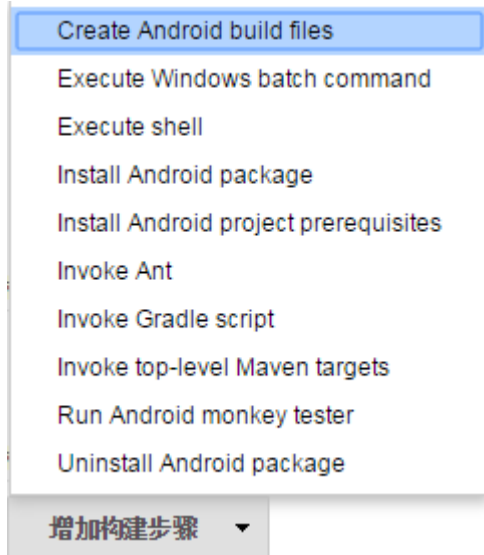 Create Android build files
Execute Windows batch command
Execute shell
Install Android package
Install Android project prerequisites
Invoke Ant
Invoke Gradle script
Invoke top-level Maven targets
Run Android monkey tester
Uninstall Android package
增加构建步骤